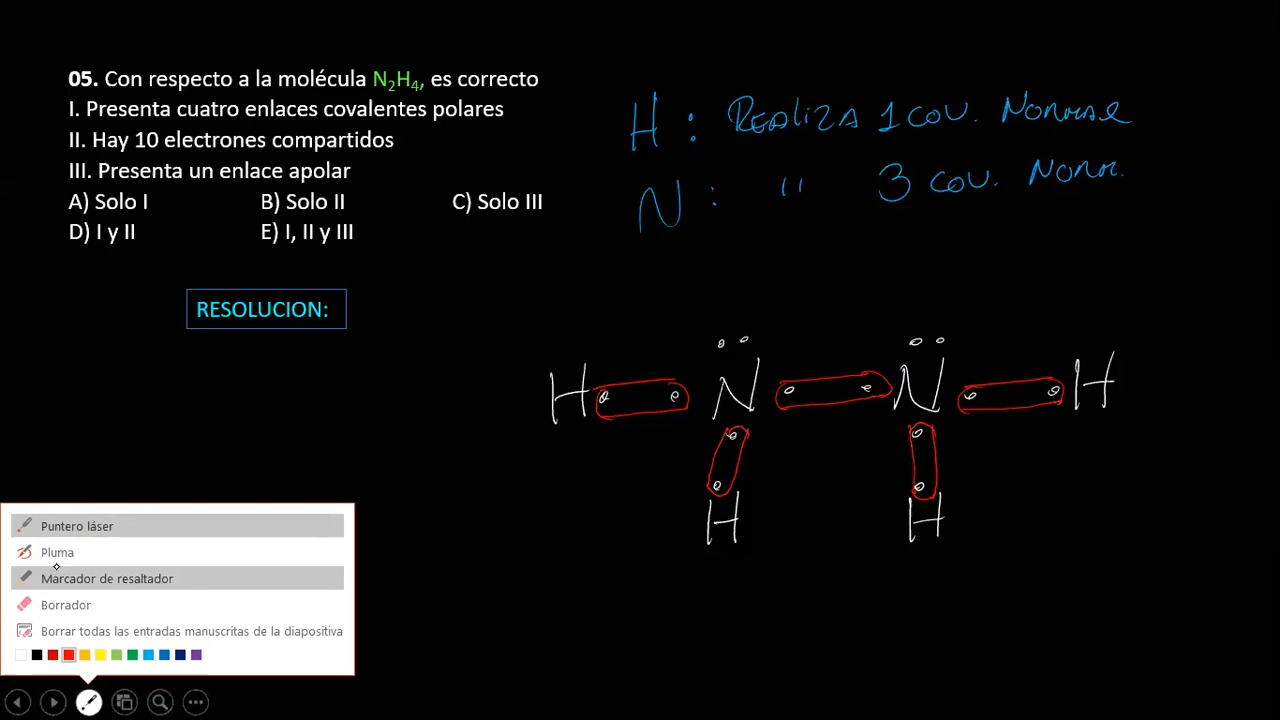 05. Con respecto a la molécula N₂H₄, es correcto
I. Presenta cuatro enlaces covalentes polares
II. Hay 10 electrones compartidos
III. Presenta un enlace apolar
A) Solo I B) Solo II C) Solo III
D) I y II E) I, II y III
H : REALIZA 1 COV. NORMAL
N : " 3 COV. NORM.
RESOLUCION:
H N N H
H H
Puntero láser
Pluma
Marcador de resaltador
Borrador
Borrar todas las entradas manuscritas de la diapositiva